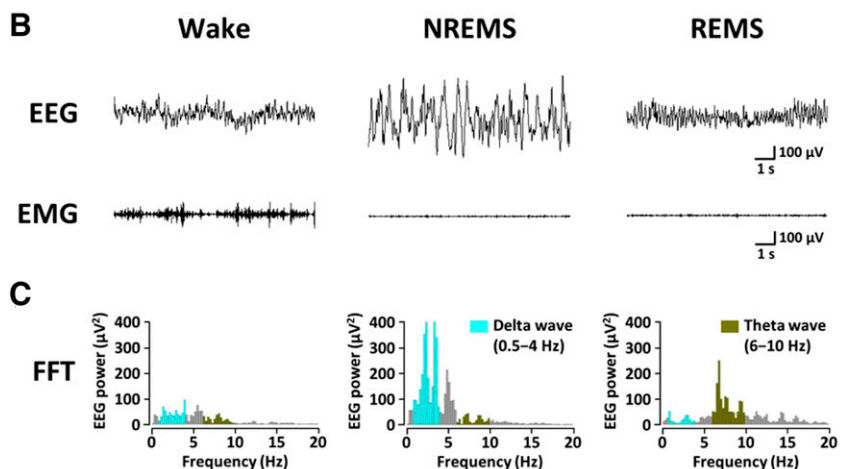 B
Wake NREMS REMS
EEG
100 µV
1 s
EMG
100 µV
1 s
C
FFT
EEG power (µV²)
400
300
200
100
0
0 5 10 15 20
Frequency (Hz)
EEG power (µV²)
400
300
200
100
0
Delta wave
(0.5–4 Hz)
0 5 10 15 20
Frequency (Hz)
EEG power (µV²)
400
300
200
100
0
Theta wave
(6–10 Hz)
0 5 10 15 20
Frequency (Hz)